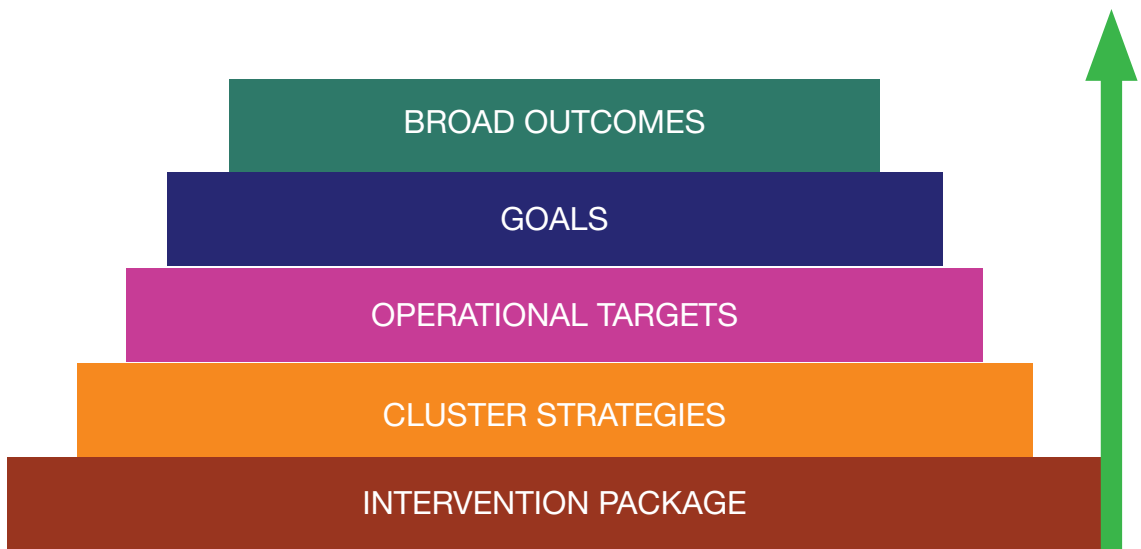 BROAD OUTCOMES
GOALS
OPERATIONAL TARGETS
CLUSTER STRATEGIES
INTERVENTION PACKAGE